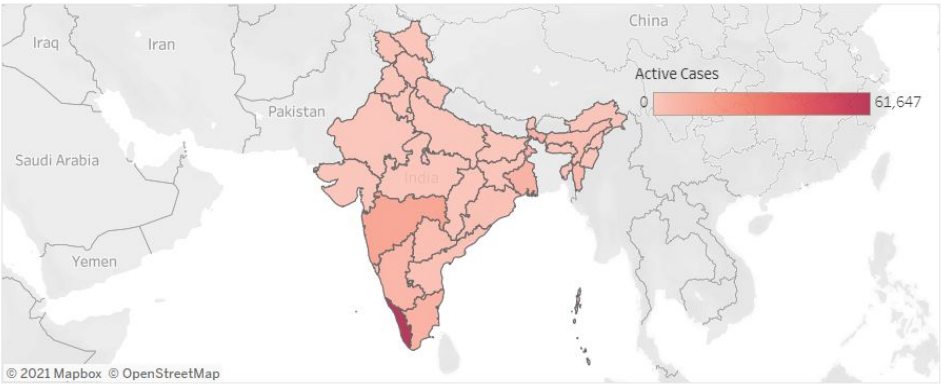 China
Iraq
Iran
Active Cases
0
61,647
Pakistan
Saudi Arabia
India
Yemen
© 2021 Mapbox © OpenStreetMap